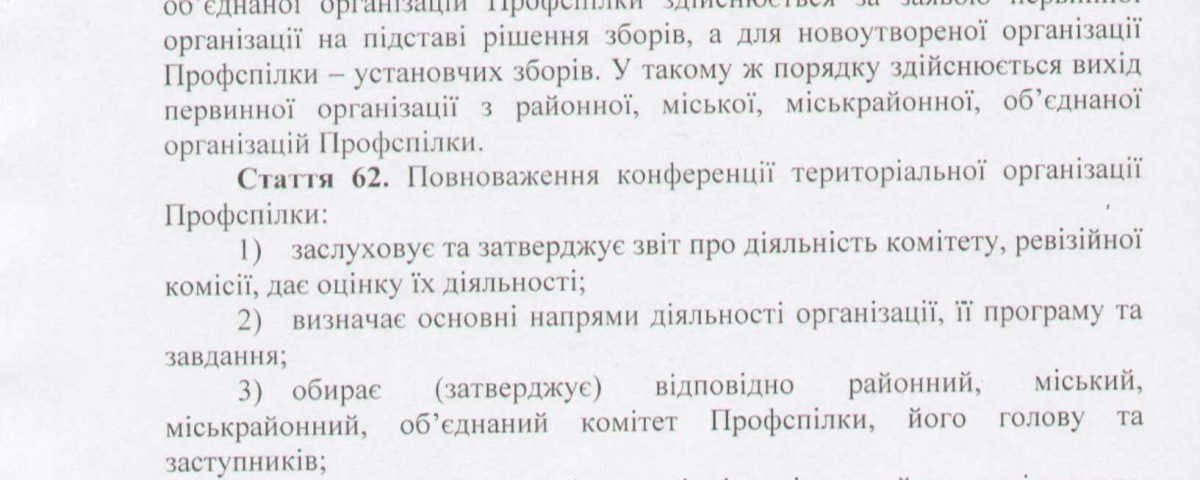 об’єднаної організацій Профспілки здійснюється за заявою первинної
організації на підставі рішення зборів, а для новоутвореної організації
Профспілки – установчих зборів. У такому ж порядку здійснюється вихід
первинної організації з районної, міської, міськрайонної, об’єднаної
організацій Профспілки.
Стаття 62. Повноваження конференції територіальної організації
Профспілки:
1) заслуховує та затверджує звіт про діяльність комітету, ревізійної
комісії, дає оцінку їх діяльності;
2) визначає основні напрями діяльності організації, її програму та
завдання;
3) обирає (затверджує) відповідно районний, міський,
міськрайонний, об’єднаний комітет Профспілки, його голову та
заступників;